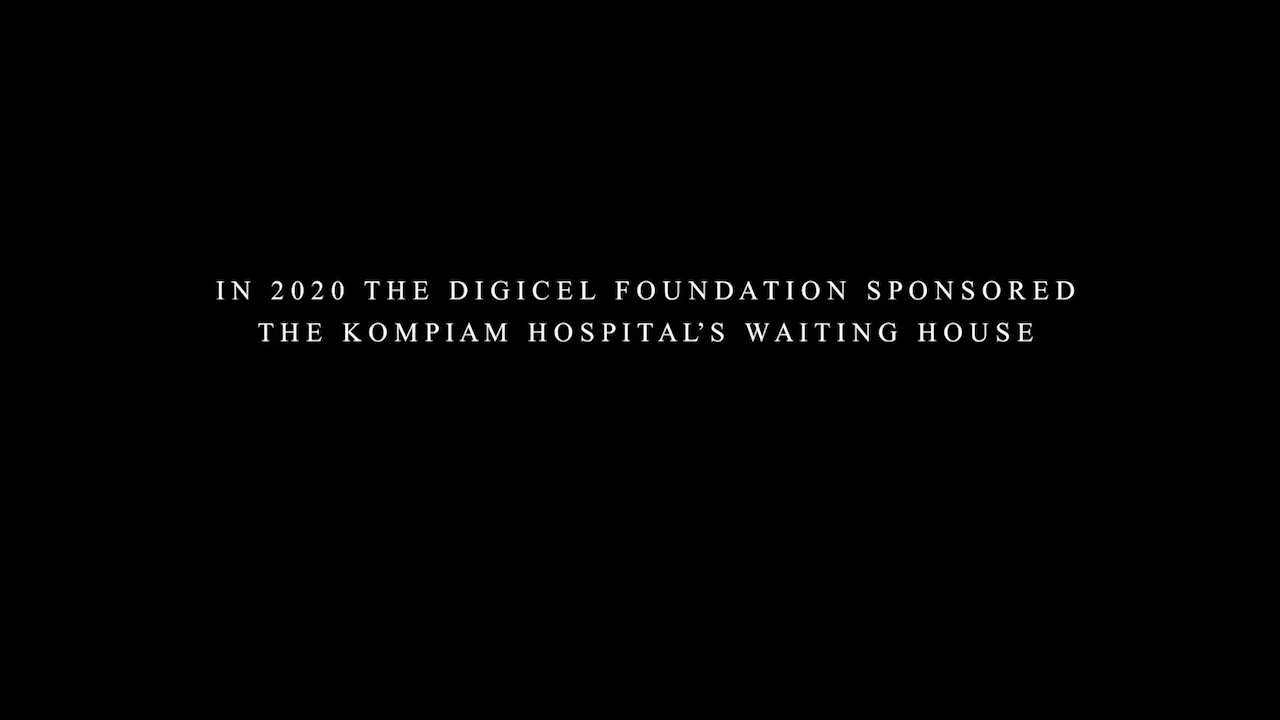 IN 2020 THE DIGICEL FOUNDATION SPONSORED
THE KOMPIAM HOSPITAL’S WAITING HOUSE